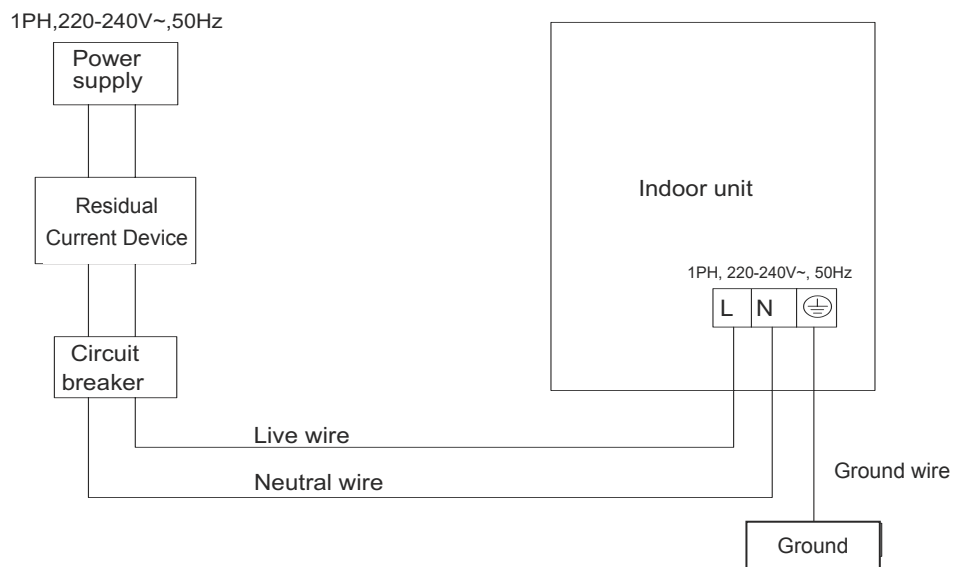 1PH,220-240V~,50Hz
Power
supply
Residual
Current Device
Circuit
breaker
Indoor unit
1PH, 220-240V~, 50Hz
L N
Live wire
Neutral wire
Ground wire
Ground